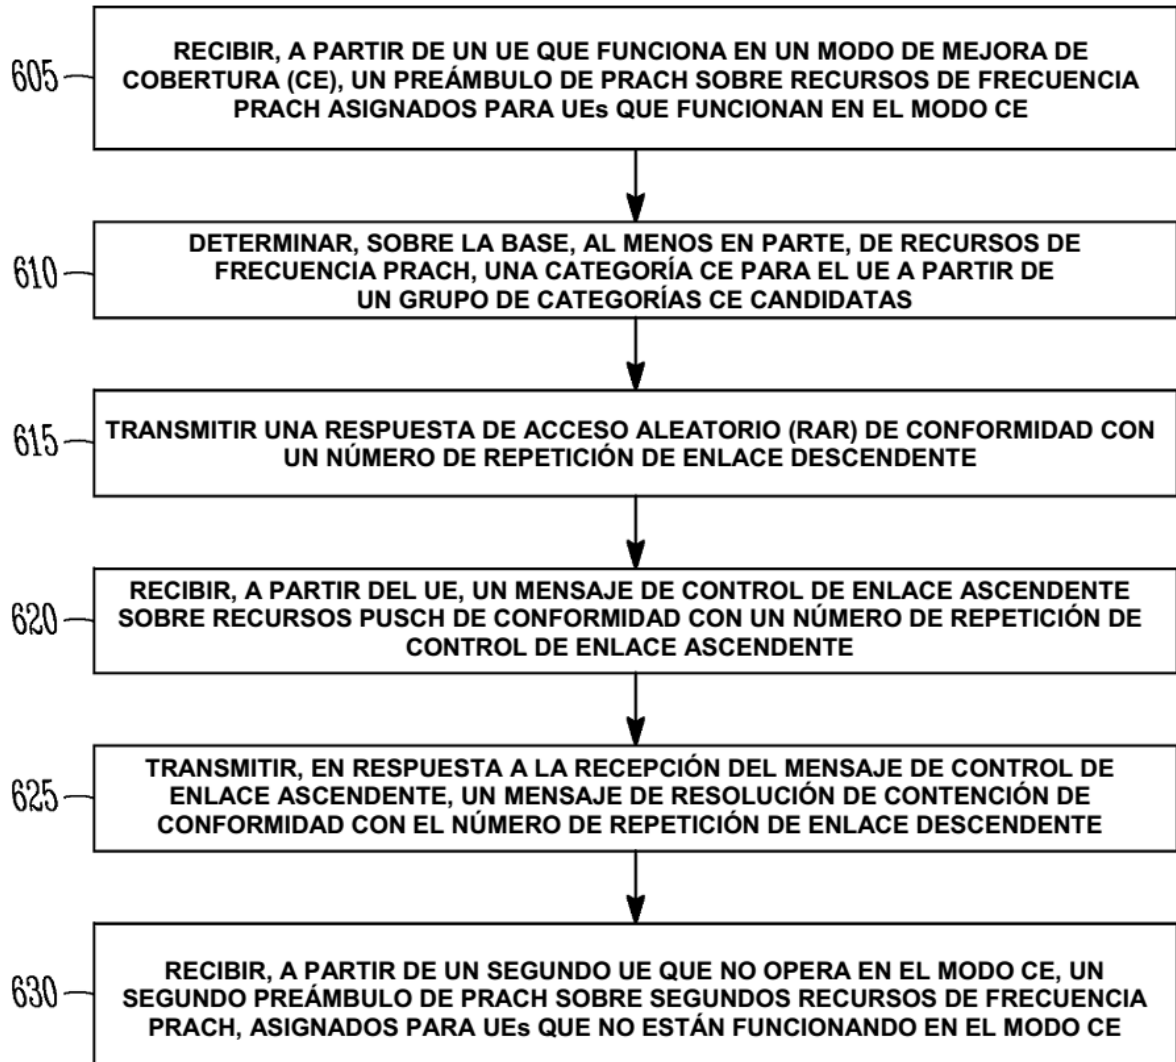 605
RECIBIR, A PARTIR DE UN UE QUE FUNCIONA EN UN MODO DE MEJORA DE
COBERTURA (CE), UN PREÁMBULO DE PRACH SOBRE RECURSOS DE FRECUENCIA
PRACH ASIGNADOS PARA UEs QUE FUNCIONAN EN EL MODO CE
610
DETERMINAR, SOBRE LA BASE, AL MENOS EN PARTE, DE RECURSOS DE
FRECUENCIA PRACH, UNA CATEGORÍA CE PARA EL UE A PARTIR DE
UN GRUPO DE CATEGORÍAS CE CANDIDATAS
615
TRANSMITIR UNA RESPUESTA DE ACCESO ALEATORIO (RAR) DE CONFORMIDAD CON
UN NÚMERO DE REPETICIÓN DE ENLACE DESCENDENTE
620
RECIBIR, A PARTIR DEL UE, UN MENSAJE DE CONTROL DE ENLACE ASCENDENTE
SOBRE RECURSOS PUSCH DE CONFORMIDAD CON UN NÚMERO DE REPETICIÓN DE
CONTROL DE ENLACE ASCENDENTE
625
TRANSMITIR, EN RESPUESTA A LA RECEPCIÓN DEL MENSAJE DE CONTROL DE
ENLACE ASCENDENTE, UN MENSAJE DE RESOLUCIÓN DE CONTENCIÓN DE
CONFORMIDAD CON EL NÚMERO DE REPETICIÓN DE ENLACE DESCENDENTE
630
RECIBIR, A PARTIR DE UN SEGUNDO UE QUE NO OPERA EN EL MODO CE, UN
SEGUNDO PREÁMBULO DE PRACH SOBRE SEGUNDOS RECURSOS DE FRECUENCIA
PRACH, ASIGNADOS PARA UEs QUE NO ESTÁN FUNCIONANDO EN EL MODO CE